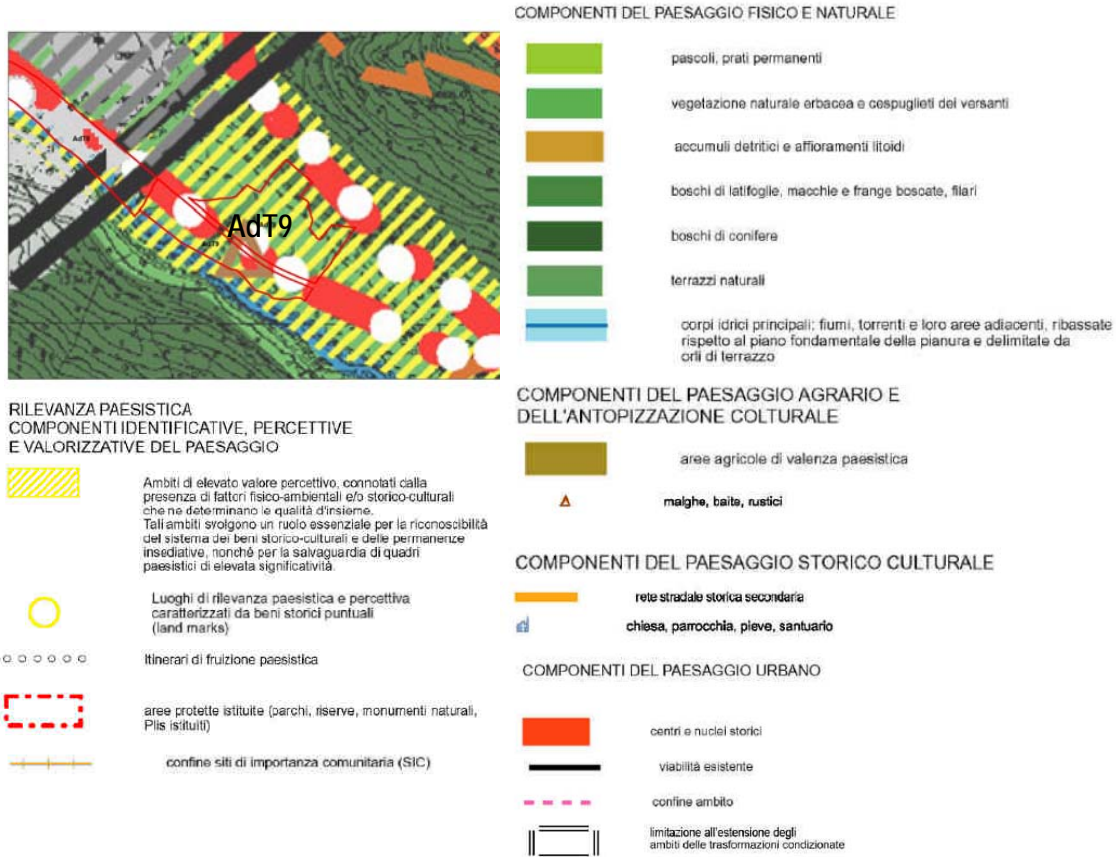 AdT9
AdT9
AdT9
RILEVANZA PAESISTICA
COMPONENTI IDENTIFICATIVE, PERCETTIVE
E VALORIZZATIVE DEL PAESAGGIO
Ambiti di elevato valore percettivo, connotati dalla
presenza di fattori fisico-ambientali e/o storico-culturali
che ne determinano le qualità d'insieme.
Tali ambiti svolgono un ruolo essenziale per la riconoscibilità
del sistema dei beni storico-culturali e delle permanenze
insediative, nonché per la salvaguardia di quadri
paesistici di elevata significatività.
Luoghi di rilevanza paesistica e percettiva
caratterizzati da beni storici puntuali
(land marks)
Itinerari di fruizione paesistica
aree protette istituite (parchi, riserve, monumenti naturali,
Plis istituiti)
confine siti di importanza comunitaria (SIC)
COMPONENTI DEL PAESAGGIO FISICO E NATURALE
pascoli, prati permanenti
vegetazione naturale erbacea e cespuglieti dei versanti
accumuli detritici e affioramenti litoidi
boschi di latifoglie, macchie e frange boscate, filari
boschi di conifere
terrazzi naturali
corpi idrici principali: fiumi, torrenti e loro aree adiacenti, ribassate
rispetto al piano fondamentale della pianura e delimitate da
orli di terrazzo
COMPONENTI DEL PAESAGGIO AGRARIO E
DELL'ANTOPIZZAZIONE COLTURALE
aree agricole di valenza paesistica
malghe, baite, rustici
COMPONENTI DEL PAESAGGIO STORICO CULTURALE
rete stradale storica secondaria
chiesa, parrocchia, pieve, santuario
COMPONENTI DEL PAESAGGIO URBANO
centri e nuclei storici
viabilità esistente
confine ambito
limitazione all'estensione degli
ambiti delle trasformazioni condizionate